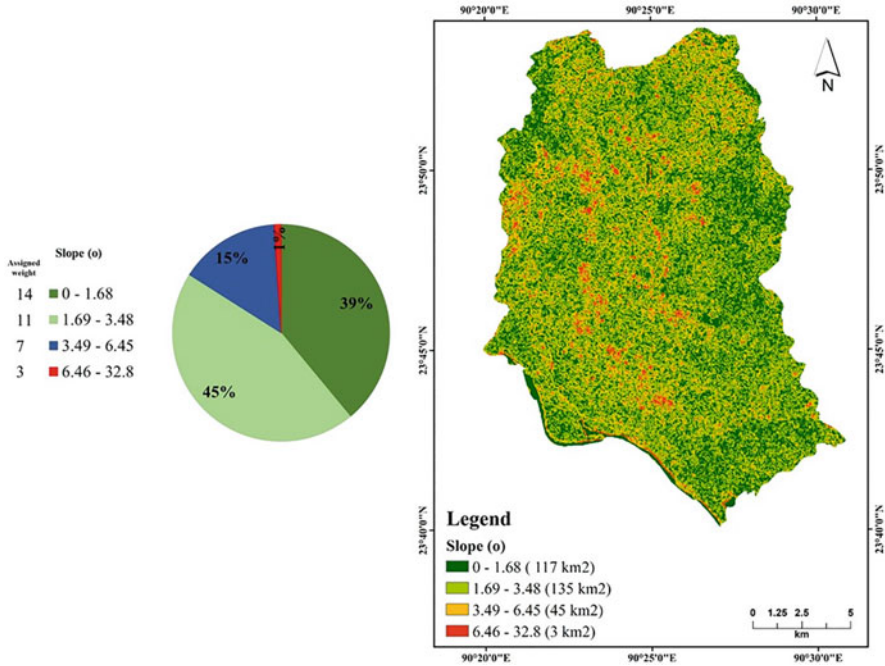 Assigned
weight
Slope (o)
14
0 - 1.68
11
1.69 - 3.48
7
3.49 - 6.45
3
6.46 - 32.8
1%
15%
39%
45%
90°20'0"E
90°25'0"E
90°30'0"E
N
23°50'0"N
23°50'0"N
23°45'0"N
23°45'0"N
23°40'0"N
23°40'0"N
Legend
Slope (o)
0 - 1.68 ( 117 km2)
1.69 - 3.48 (135 km2)
3.49 - 6.45 (45 km2)
6.46 - 32.8 (3 km2)
0 1.25 2.5 5
km
90°20'0"E
90°25'0"E
90°30'0"E